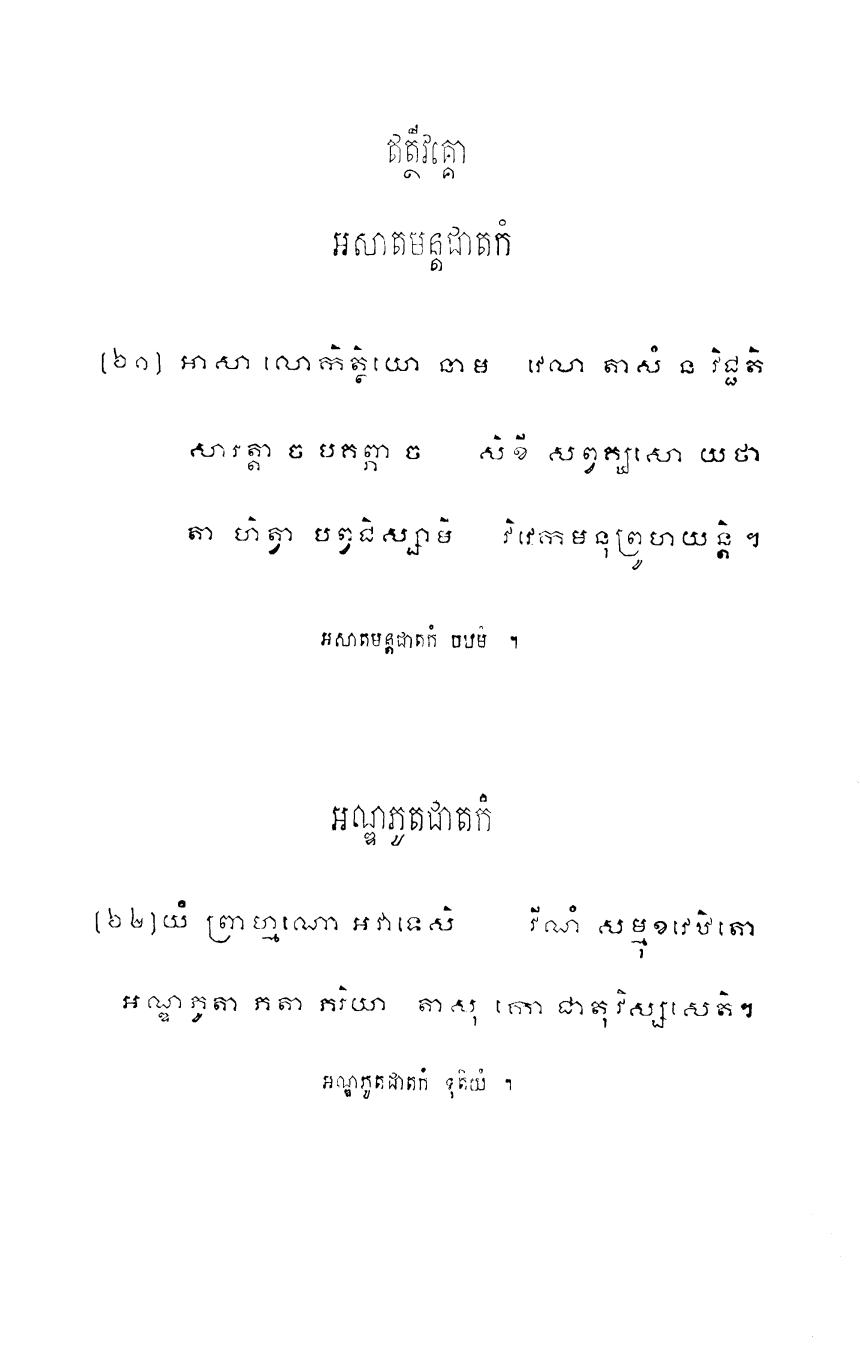 ឥត្ថីវគ្គោ
អសាតមន្តជាតកំ
(៦១) អាសា លោកិត្ថិយោ នាម វេលា តាសំ ន វិជ្ជតិ
សារត្តា ច បកព្ភា ច សិខី សព្វក្ឃសោ យថា
តា ហិត្វា បព្វជិស្សាមិ វិវេកមនុព្រូហយន្តិ ។
អសាតមន្តជាតកំ បឋមំ ។
អណ្ឌភូតជាតកំ
(៦២) យំ ព្រាហ្មណោ អវាទេសិ វីណំ សម្មុខវេឋិតោ
អណ្ឌភូតា ភតា ភរិយា តាសុ កោ ជាតុ វិស្សសេតិ។
អណ្ឌភូតជាតកំ ទុតិយំ ។